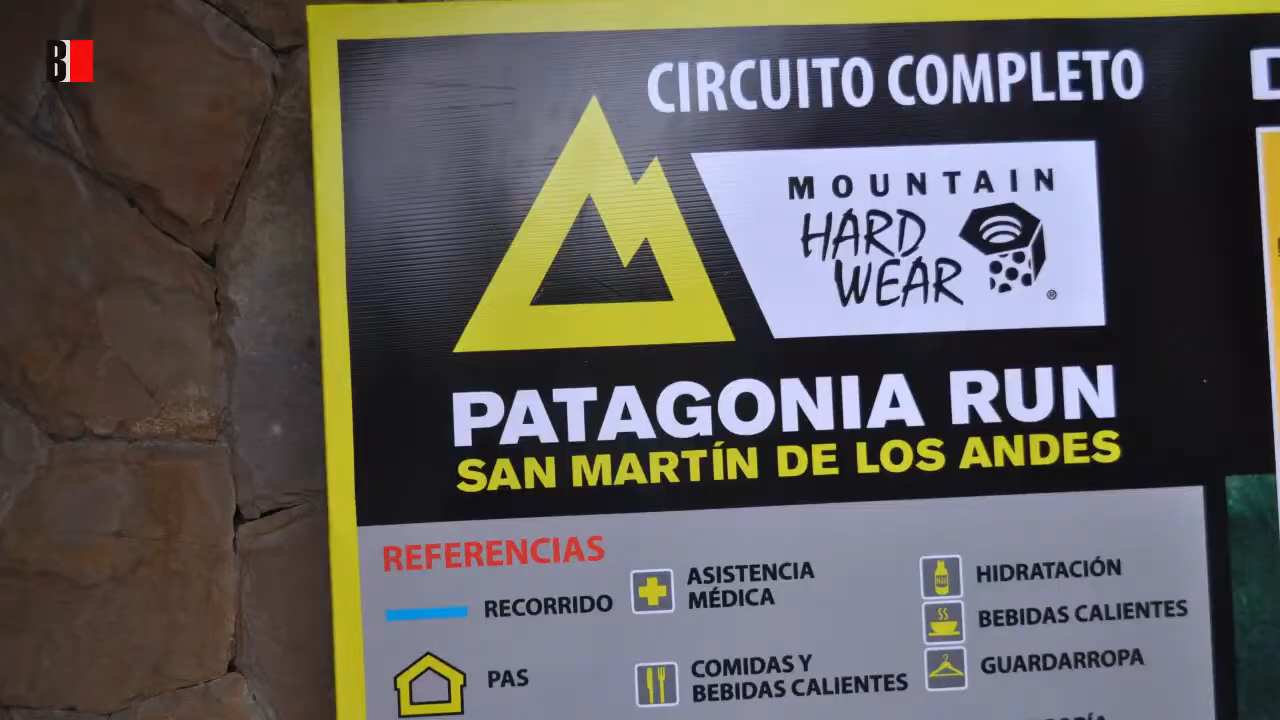 B
CIRCUITO COMPLETO
MOUNTAIN
HARD
WEAR
®
PATAGONIA RUN
SAN MARTÍN DE LOS ANDES
REFERENCIAS
RECORRIDO
ASISTENCIA
MÉDICA
HIDRATACIÓN
BEBIDAS CALIENTES
PAS
COMIDAS Y
BEBIDAS CALIENTES
GUARDARROPA